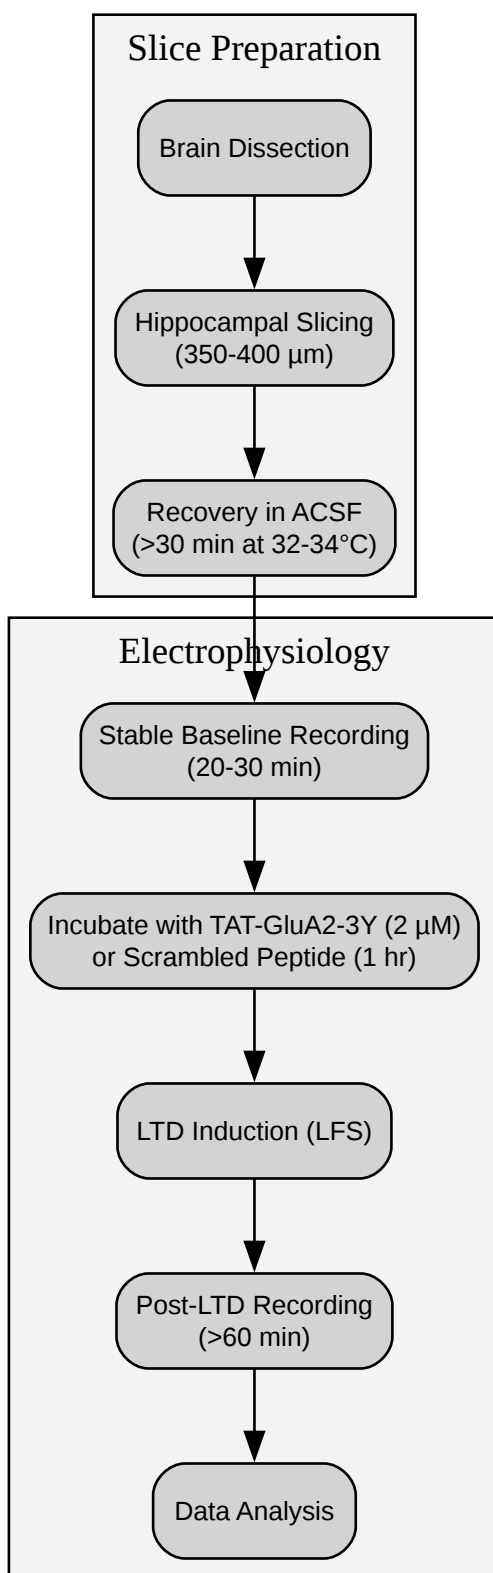 Slice Preparation
Brain Dissection
Hippocampal Slicing
(350-400 µm)
Recovery in ACSF
(>30 min at 32-34°C)
Electrophysiology
Stable Baseline Recording
(20-30 min)
Incubate with TAT-GluA2-3Y (2 µM)
or Scrambled Peptide (1 hr)
LTD Induction (LFS)
Post-LTD Recording
(>60 min)
Data Analysis